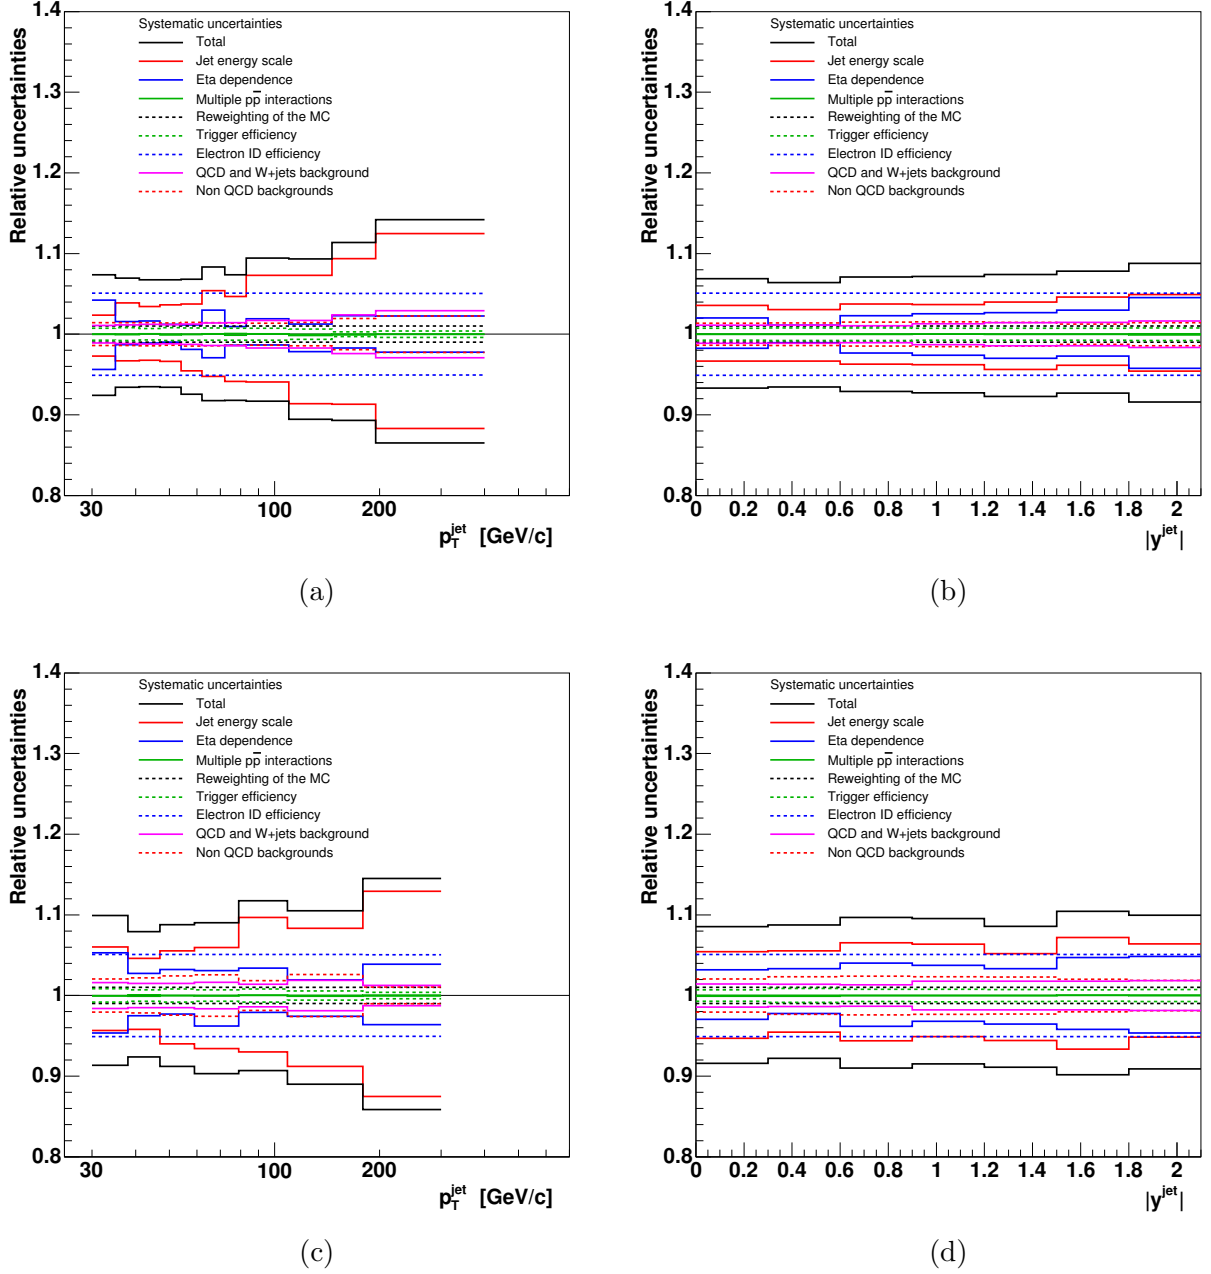 Relative uncertainties
1.4
1.3
1.2
1.1
1
0.9
0.8
Systematic uncertainties
Total
Jet energy scale
Eta dependence
Multiple pp̅ interactions
Reweighting of the MC
Trigger efficiency
Electron ID efficiency
QCD and W+jets background
Non QCD backgrounds
30 100 200
p_T^jet [GeV/c]
(a)
Relative uncertainties
1.4
1.3
1.2
1.1
1
0.9
0.8
Systematic uncertainties
Total
Jet energy scale
Eta dependence
Multiple pp̅ interactions
Reweighting of the MC
Trigger efficiency
Electron ID efficiency
QCD and W+jets background
Non QCD backgrounds
0 0.2 0.4 0.6 0.8 1 1.2 1.4 1.6 1.8 2
|y^jet|
(b)
Relative uncertainties
1.4
1.3
1.2
1.1
1
0.9
0.8
Systematic uncertainties
Total
Jet energy scale
Eta dependence
Multiple pp̅ interactions
Reweighting of the MC
Trigger efficiency
Electron ID efficiency
QCD and W+jets background
Non QCD backgrounds
30 100 200
p_T^jet [GeV/c]
(c)
Relative uncertainties
1.4
1.3
1.2
1.1
1
0.9
0.8
Systematic uncertainties
Total
Jet energy scale
Eta dependence
Multiple pp̅ interactions
Reweighting of the MC
Trigger efficiency
Electron ID efficiency
QCD and W+jets background
Non QCD backgrounds
0 0.2 0.4 0.6 0.8 1 1.2 1.4 1.6 1.8 2
|y^jet|
(d)